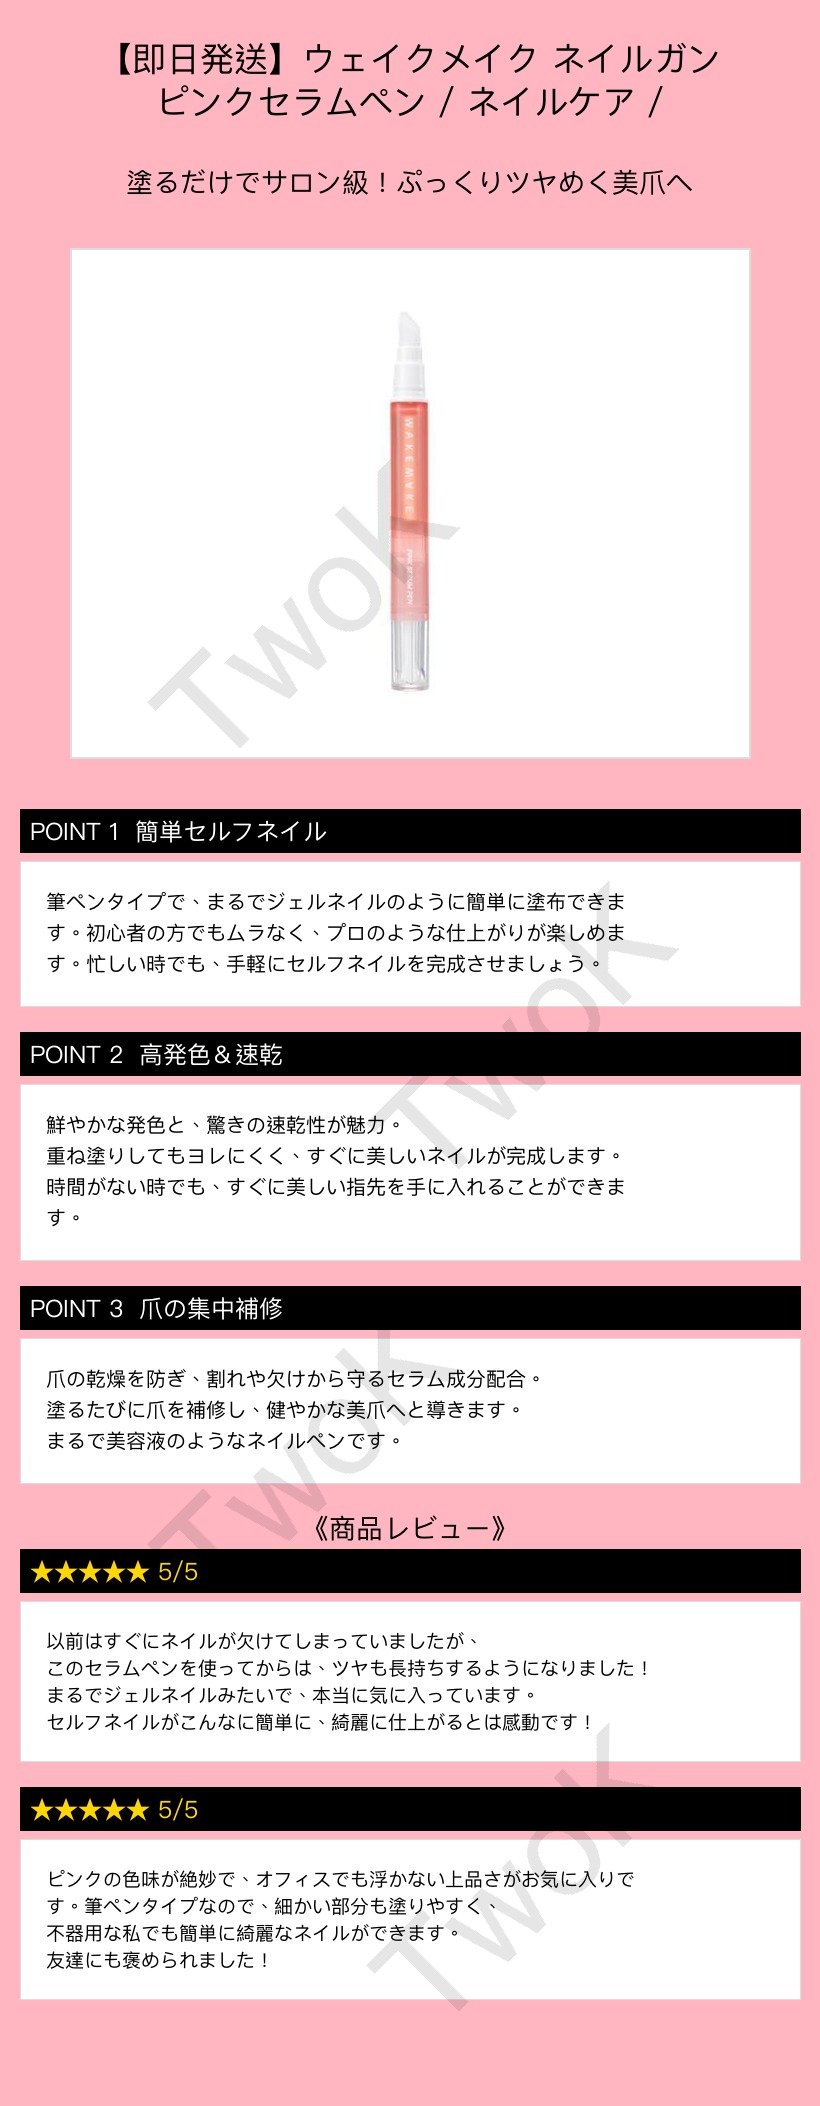 【即日発送】ウェイクメイク ネイルガン
ピンクセラムペン / ネイルケア /
塗るだけでサロン級！ぷっくりツヤめく美爪へ
WAKEMAKE
PINK SERUM PEN
TwoK
POINT 1 簡単セルフネイル
筆ペンタイプで、まるでジェルネイルのように簡単に塗布できま
す。初心者の方でもムラなく、プロのような仕上がりが楽しめま
す。忙しい時でも、手軽にセルフネイルを完成させましょう。
TwoK
POINT 2 高発色＆速乾
鮮やかな発色と、驚きの速乾性が魅力。
重ね塗りしてもヨレにくく、すぐに美しいネイルが完成します。
時間がない時でも、すぐに美しい指先を手に入れることができま
す。
POINT 3 爪の集中補修
爪の乾燥を防ぎ、割れや欠けから守るセラム成分配合。
塗るたびに爪を補修し、健やかな美爪へと導きます。
まるで美容液のようなネイルペンです。
TwoK
《商品レビュー》
★★★★★ 5/5
以前はすぐにネイルが欠けてしまっていましたが、
このセラムペンを使ってからは、ツヤも長持ちするようになりました！
まるでジェルネイルみたいで、本当に気に入っています。
セルフネイルがこんなに簡単に、綺麗に仕上がるとは感動です！
★★★★★ 5/5
ピンクの色味が絶妙で、オフィスでも浮かない上品さがお気に入りで
す。筆ペンタイプなので、細かい部分も塗りやすく、
不器用な私でも簡単に綺麗なネイルができます。
友達にも褒められました！
TwoK